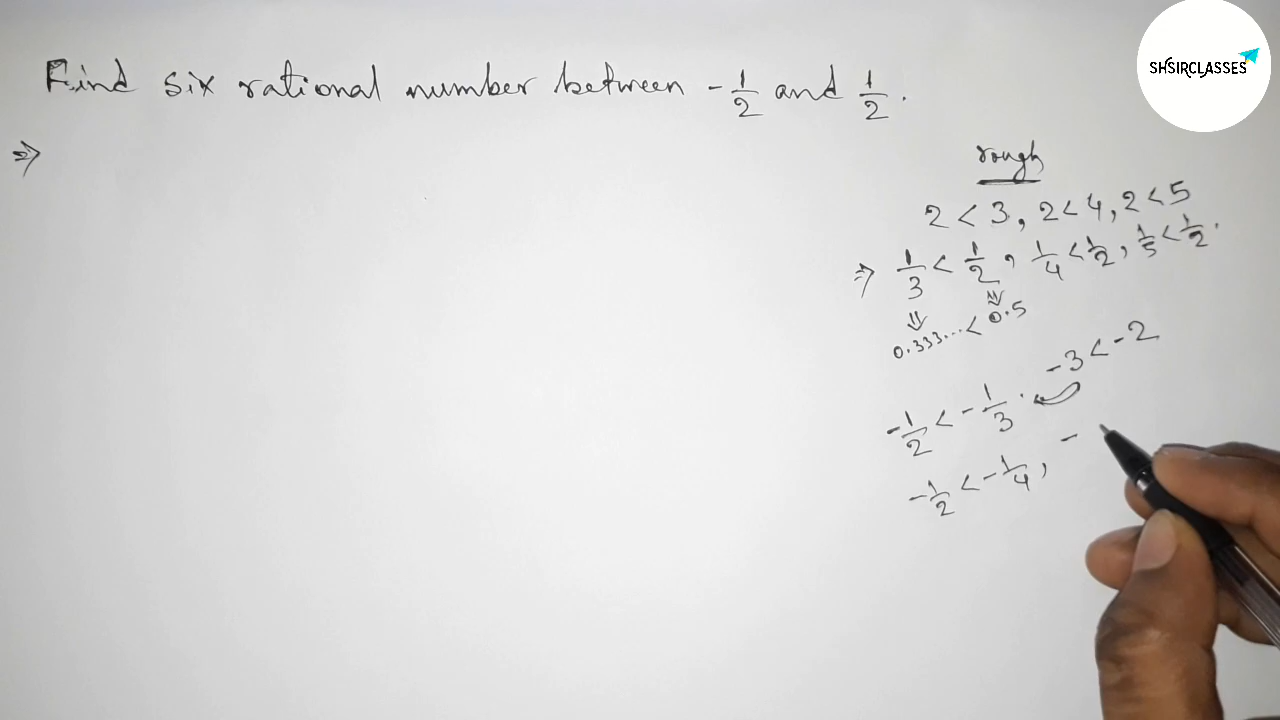 SHSIRCLASSES
Find six rational number between -1/2 and 1/2.
⇒
rough
2 < 3, 2 < 4, 2 < 5
⇒ 1/3 < 1/2, 1/4 < 1/2, 1/5 < 1/2.
⇓ ⇓
0.333... < 0.5
-3 < -2
-1/2 < -1/3.
-1/2 < -1/4, -